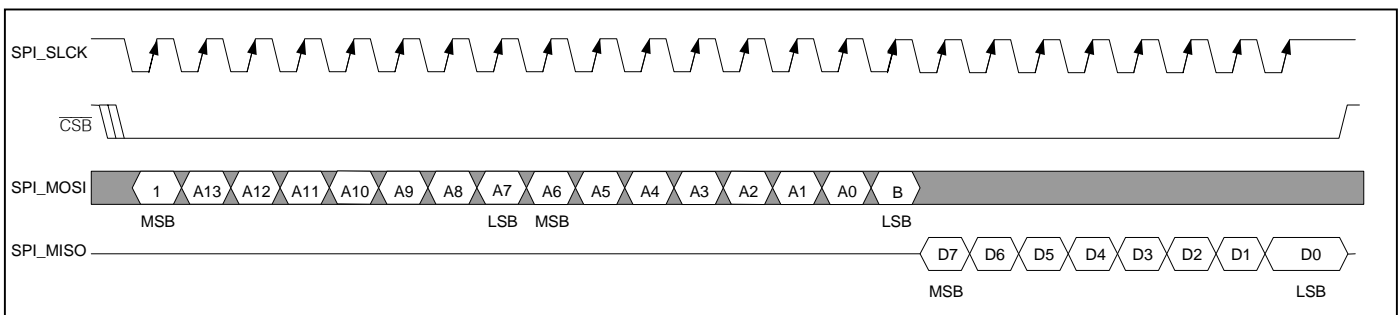 SPI_SLCK
CSB
SPI_MOSI 1 A13 A12 A11 A10 A9 A8 A7 A6 A5 A4 A3 A2 A1 A0 B
MSB LSB MSB LSB
SPI_MISO D7 D6 D5 D4 D3 D2 D1 D0
MSB LSB